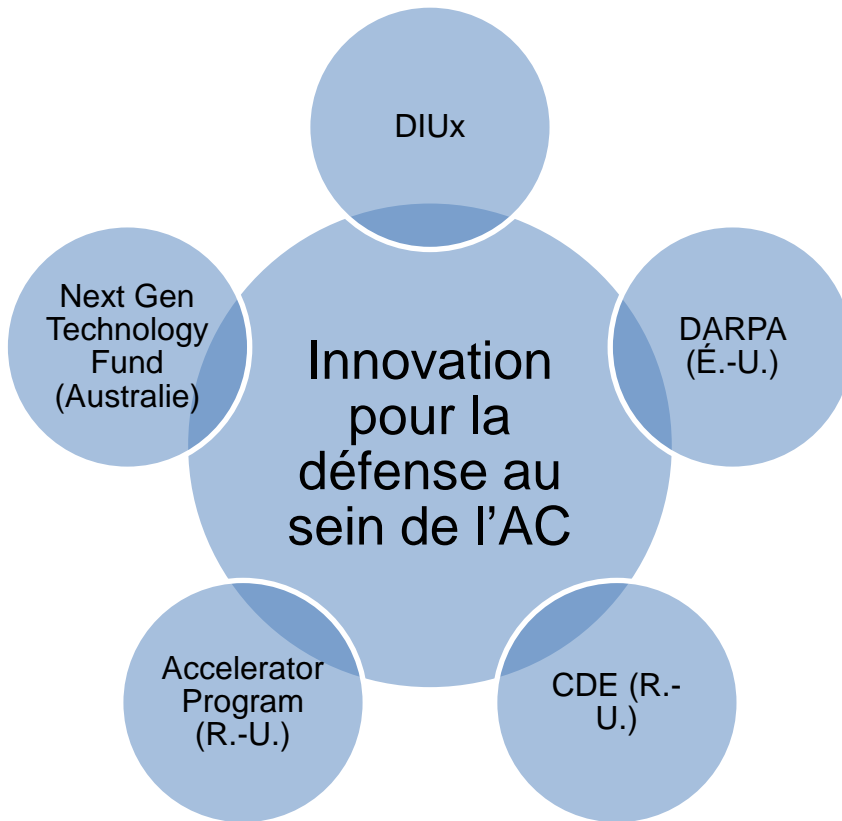 DIUx
Next Gen
Technology
Fund
(Australie)
DARPA
(É.-U.)
Innovation
pour la
défense au
sein de l’AC
Accelerator
Program
(R.-U.)
CDE (R.-
U.)